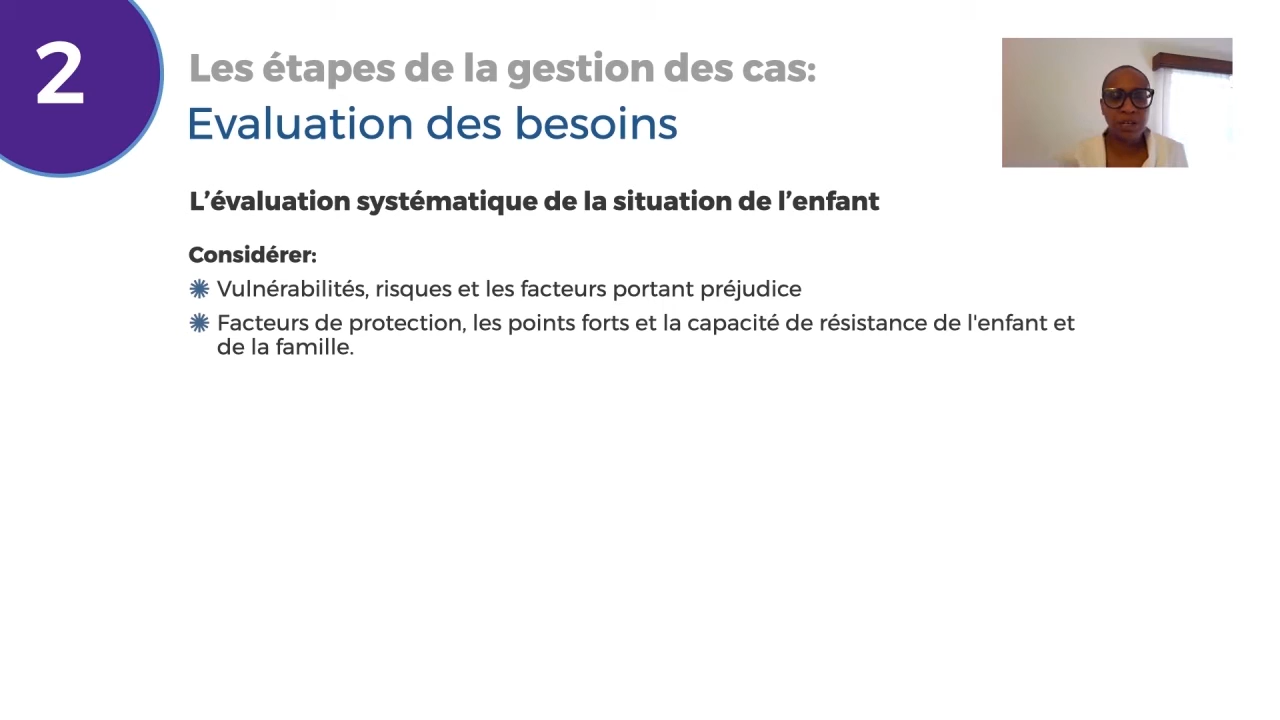 2
Les étapes de la gestion des cas:
Evaluation des besoins
L’évaluation systématique de la situation de l’enfant
Considérer:
Vulnérabilités, risques et les facteurs portant préjudice
Facteurs de protection, les points forts et la capacité de résistance de l'enfant et
de la famille.